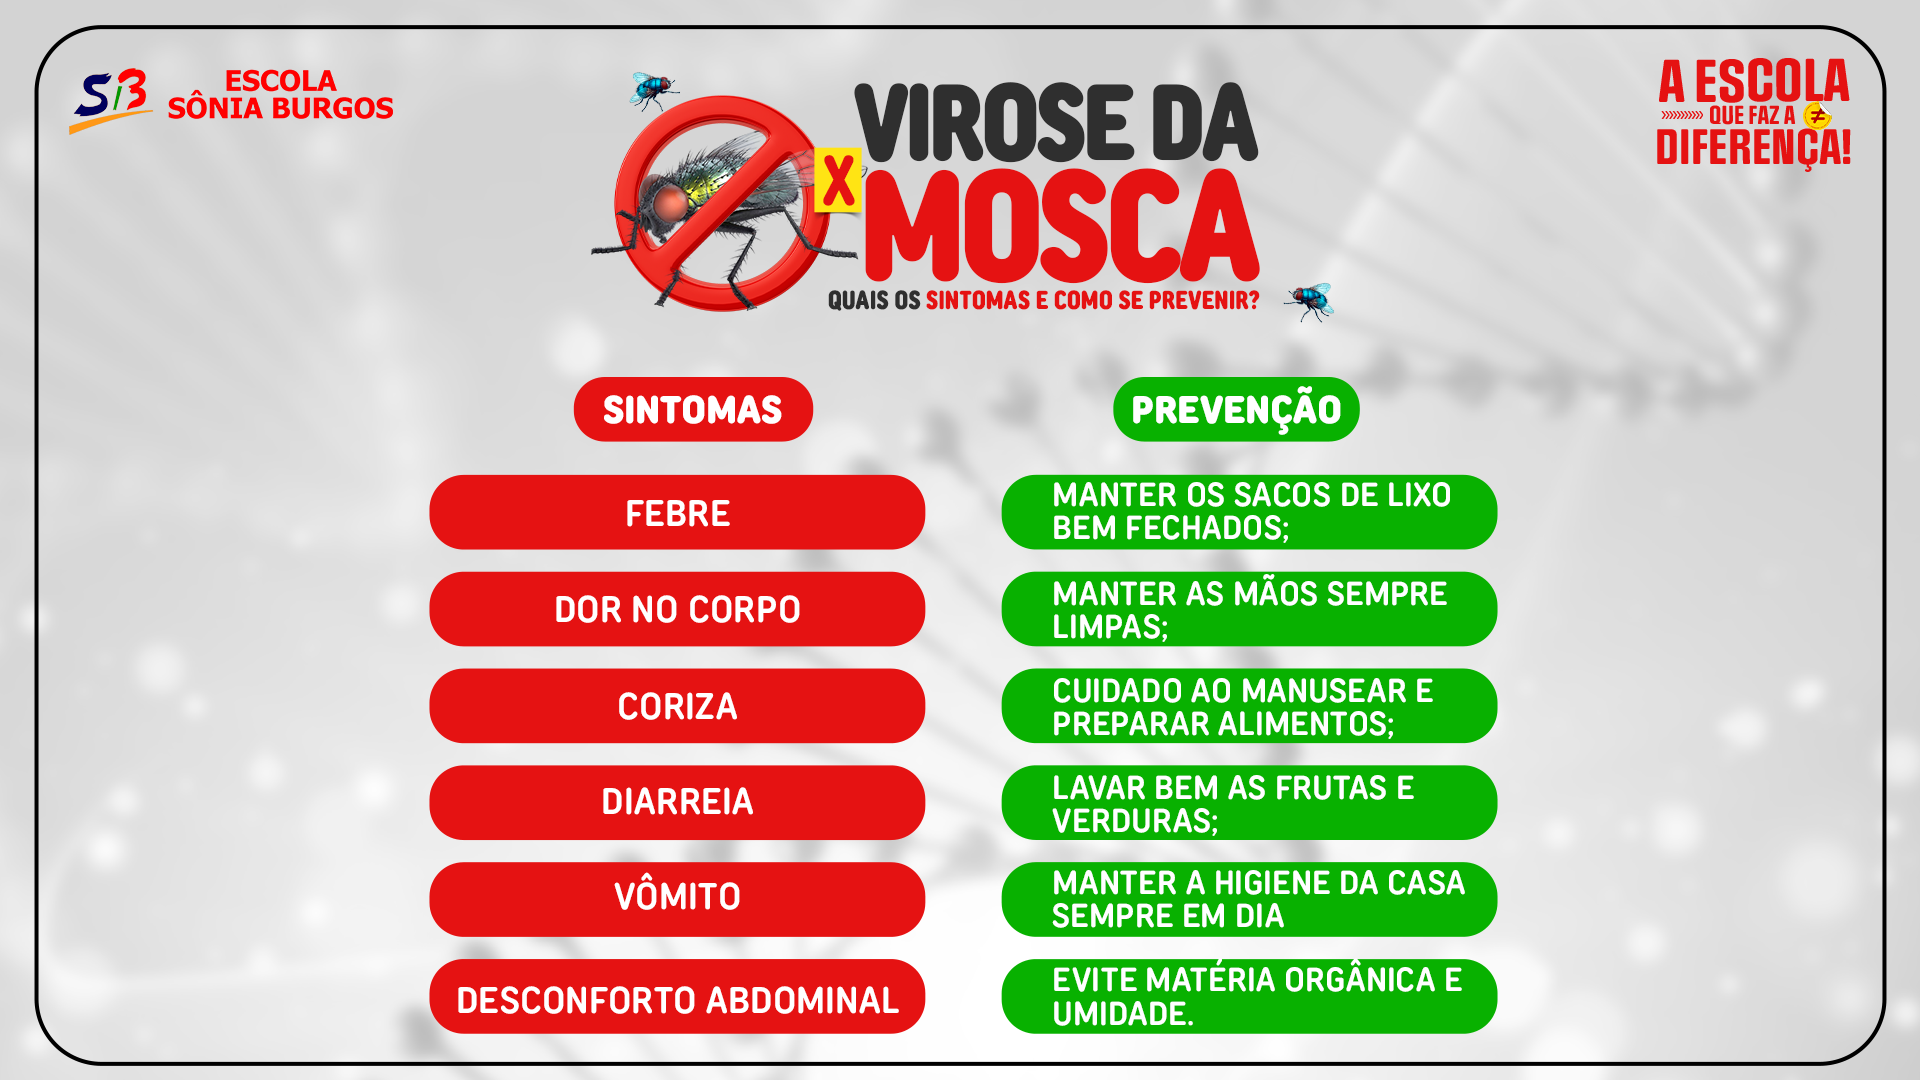 SiB
ESCOLA
SÔNIA BURGOS
X
VIROSE DA
MOSCA
QUAIS OS SINTOMAS E COMO SE PREVENIR?
A ESCOLA
»»»»»» QUE FAZ A ≠
DIFERENÇA!
SINTOMAS
FEBRE
DOR NO CORPO
CORIZA
DIARREIA
VÔMITO
DESCONFORTO ABDOMINAL
PREVENÇÃO
MANTER OS SACOS DE LIXO
BEM FECHADOS;
MANTER AS MÃOS SEMPRE
LIMPAS;
CUIDADO AO MANUSEAR E
PREPARAR ALIMENTOS;
LAVAR BEM AS FRUTAS E
VERDURAS;
MANTER A HIGIENE DA CASA
SEMPRE EM DIA
EVITE MATÉRIA ORGÂNICA E
UMIDADE.